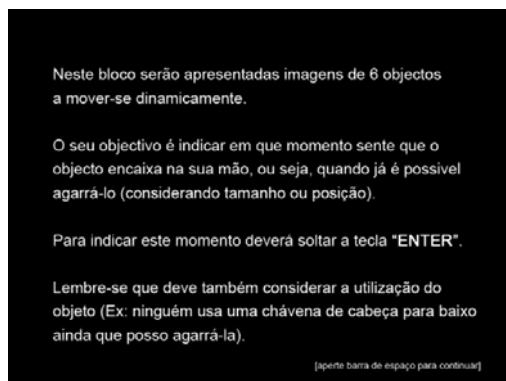 Neste bloco serão apresentadas imagens de 6 objectos
a mover-se dinamicamente.
O seu objectivo é indicar em que momento sente que o
objecto encaixa na sua mão, ou seja, quando já é possivel
agarrá-lo (considerando tamanho ou posição).
Para indicar este momento deverá soltar a tecla "ENTER".
Lembre-se que deve também considerar a utilização do
objeto (Ex: ninguém usa uma chávena de cabeça para baixo
ainda que posso agarrá-la).
[aperte barra de espaço para continuar]